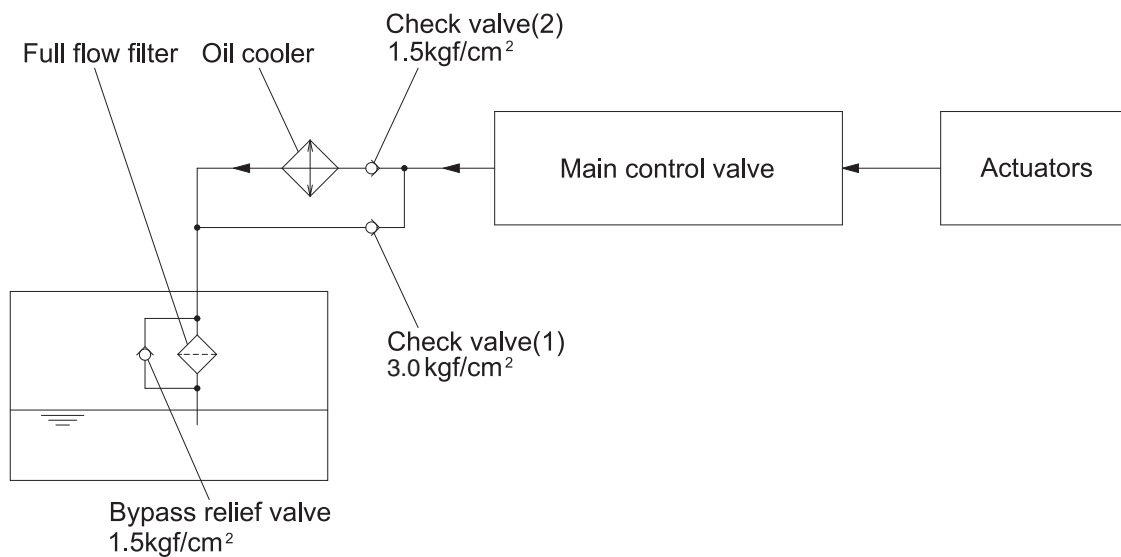 Check valve(2)
1.5kgf/cm²
Full flow filter
Oil cooler
Main control valve
Actuators
Check valve(1)
3.0kgf/cm²
Bypass relief valve
1.5kgf/cm²